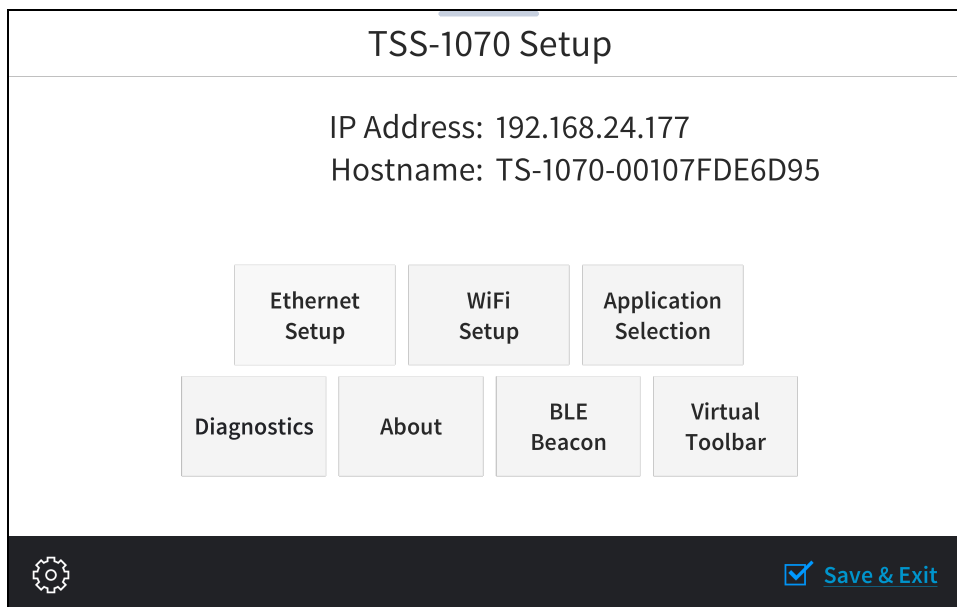 TSS-1070 Setup
IP Address: 192.168.24.177
Hostname: TS-1070-00107FDE6D95
Ethernet
Setup
WiFi
Setup
Application
Selection
Diagnostics
About
BLE
Beacon
Virtual
Toolbar
Save & Exit